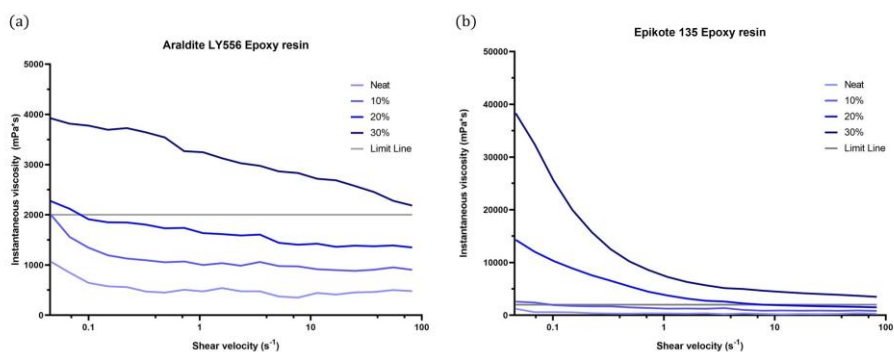 (a)
Araldite LY556 Epoxy resin
Instantaneous viscosity (mPa*s)
5000
4000
3000
2000
1000
0
0.1
1
10
100
Shear velocity (s⁻¹)
Neat
10%
20%
30%
Limit Line
(b)
Epikote 135 Epoxy resin
Instantaneous viscosity (mPa*s)
50000
40000
30000
20000
10000
0
0.1
1
10
100
Shear velocity (s⁻¹)
Neat
10%
20%
30%
Limit Line